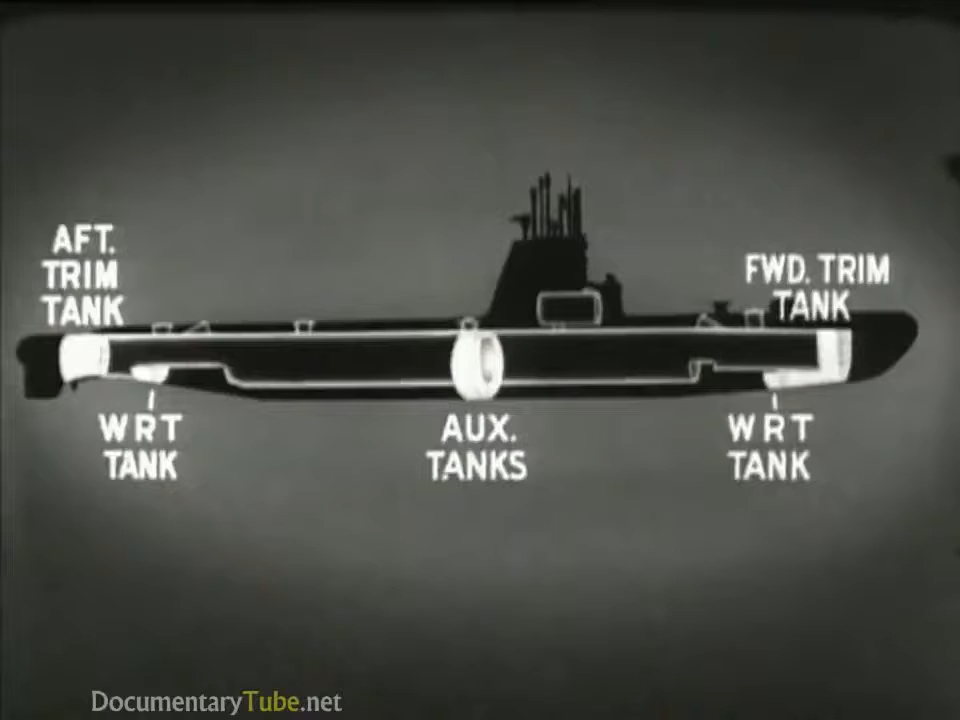 AFT.
TRIM
TANK
FWD. TRIM
TANK
WRT
TANK
AUX.
TANKS
WRT
TANK
DocumentaryTube.net